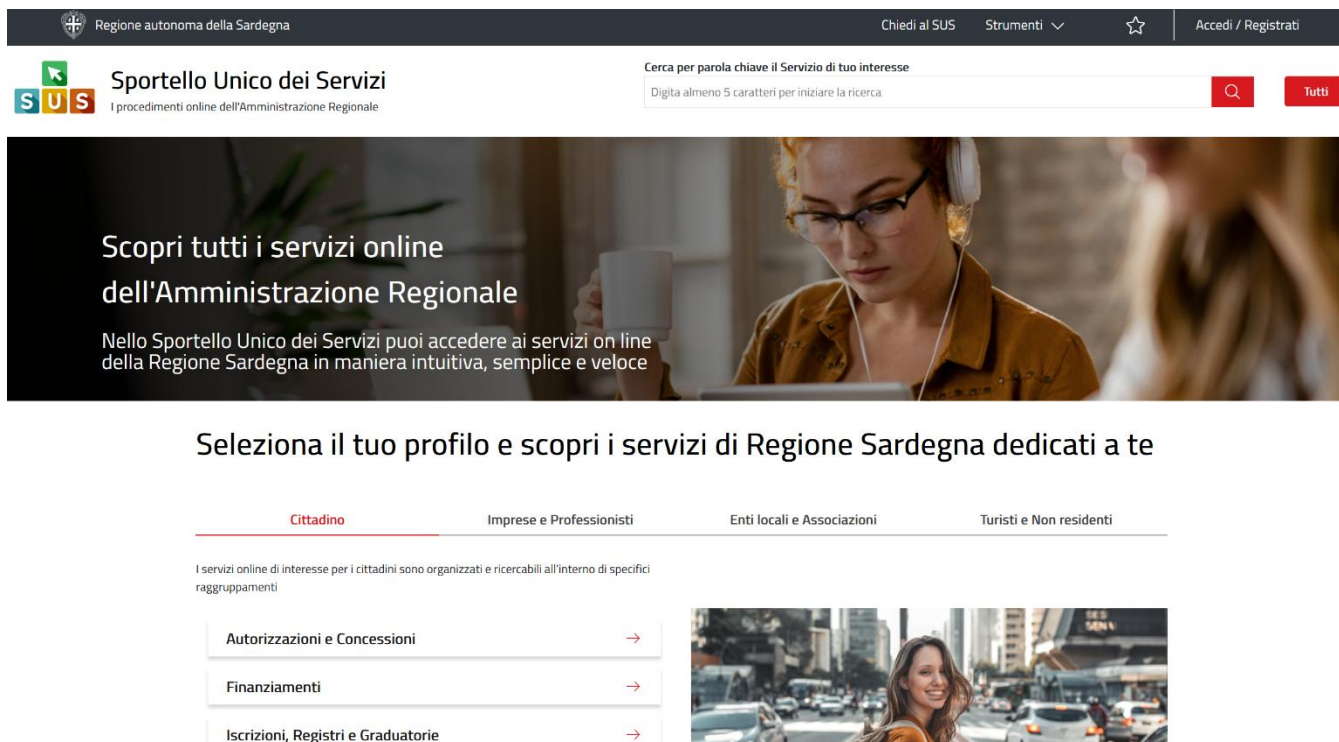 Regione autonoma della Sardegna
Chiedi al SUS
Strumenti
Accedi / Registrati
SUS
Sportello Unico dei Servizi
I procedimenti online dell'Amministrazione Regionale
Cerca per parola chiave il Servizio di tuo interesse
Digita almeno 5 caratteri per iniziare la ricerca
Tutti
Scopri tutti i servizi online
dell'Amministrazione Regionale
Nello Sportello Unico dei Servizi puoi accedere ai servizi on line
della Regione Sardegna in maniera intuitiva, semplice e veloce
Seleziona il tuo profilo e scopri i servizi di Regione Sardegna dedicati a te
Cittadino
Imprese e Professionisti
Enti locali e Associazioni
Turisti e Non residenti
I servizi online di interesse per i cittadini sono organizzati e ricercabili all'interno di specifici
raggruppamenti
Autorizzazioni e Concessioni
Finanziamenti
Iscrizioni, Registri e Graduatorie